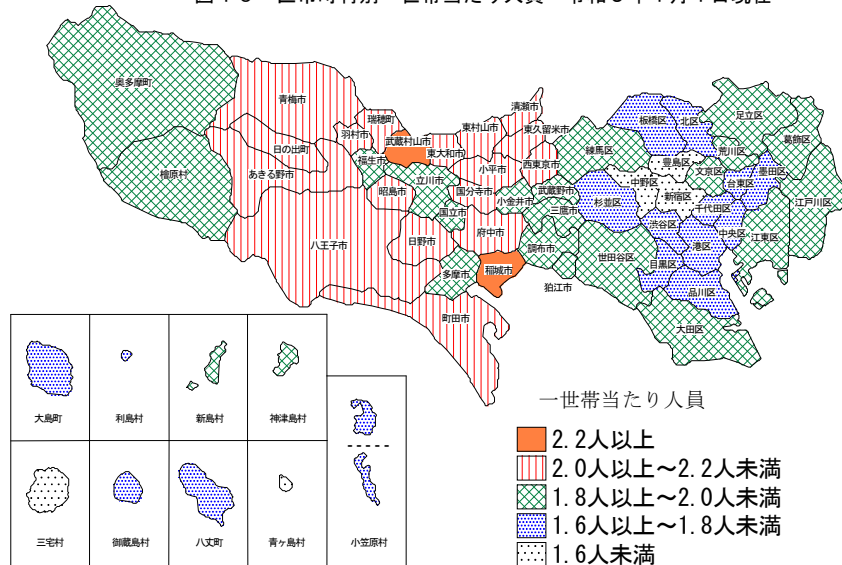 奥多摩町
檜原村
青梅市
日の出町
あきる野市
八王子市
瑞穂町
羽村市
福生市
武蔵村山市
東大和市
立川市
昭島市
国立市
日野市
多摩市
町田市
稲城市
府中市
国分寺市
小平市
東村山市
清瀬市
東久留米市
西東京市
小金井市
武蔵野市
三鷹市
調布市
狛江市
練馬区
板橋区
北区
足立区
葛飾区
荒川区
豊島区
文京区
台東区
墨田区
中野区
新宿区
千代田区
杉並区
渋谷区
港区
中央区
江東区
江戸川区
世田谷区
目黒区
品川区
大田区
大島町
利島村
新島村
神津島村
三宅村
御蔵島村
八丈町
青ヶ島村
小笠原村
一世帯当たり人員
2.2人以上
2.0人以上～2.2人未満
1.8人以上～2.0人未満
1.6人以上～1.8人未満
1.6人未満